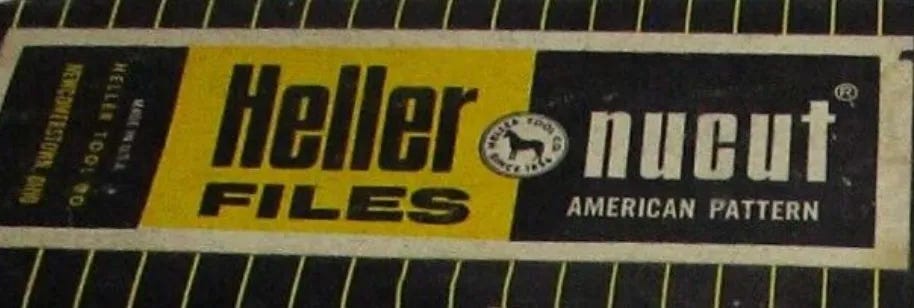 Heller
FILES
HELLER TOOL CO.
SINCE 1836
nucut®
AMERICAN PATTERN
MADE IN U.S.A.
HELLER TOOL CO
NEWCOMERSTOWN, OHIO